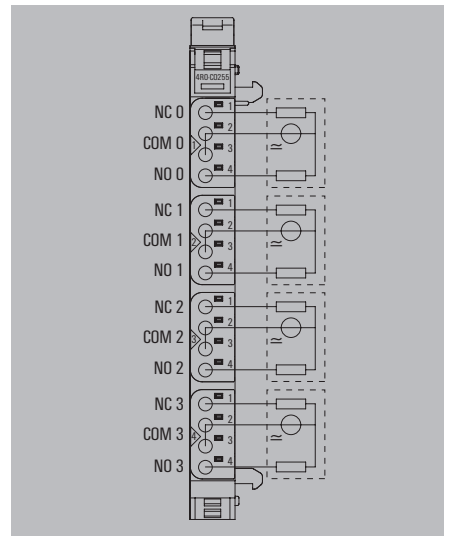 4RO-CO255
NC 0 1
2
COM 0 1 3
NO 0 4
≃
NC 1 1
2
COM 1 2 3
NO 1 4
≃
NC 2 1
2
COM 2 3 3
NO 2 4
≃
NC 3 1
2
COM 3 4 3
NO 3 4
≃